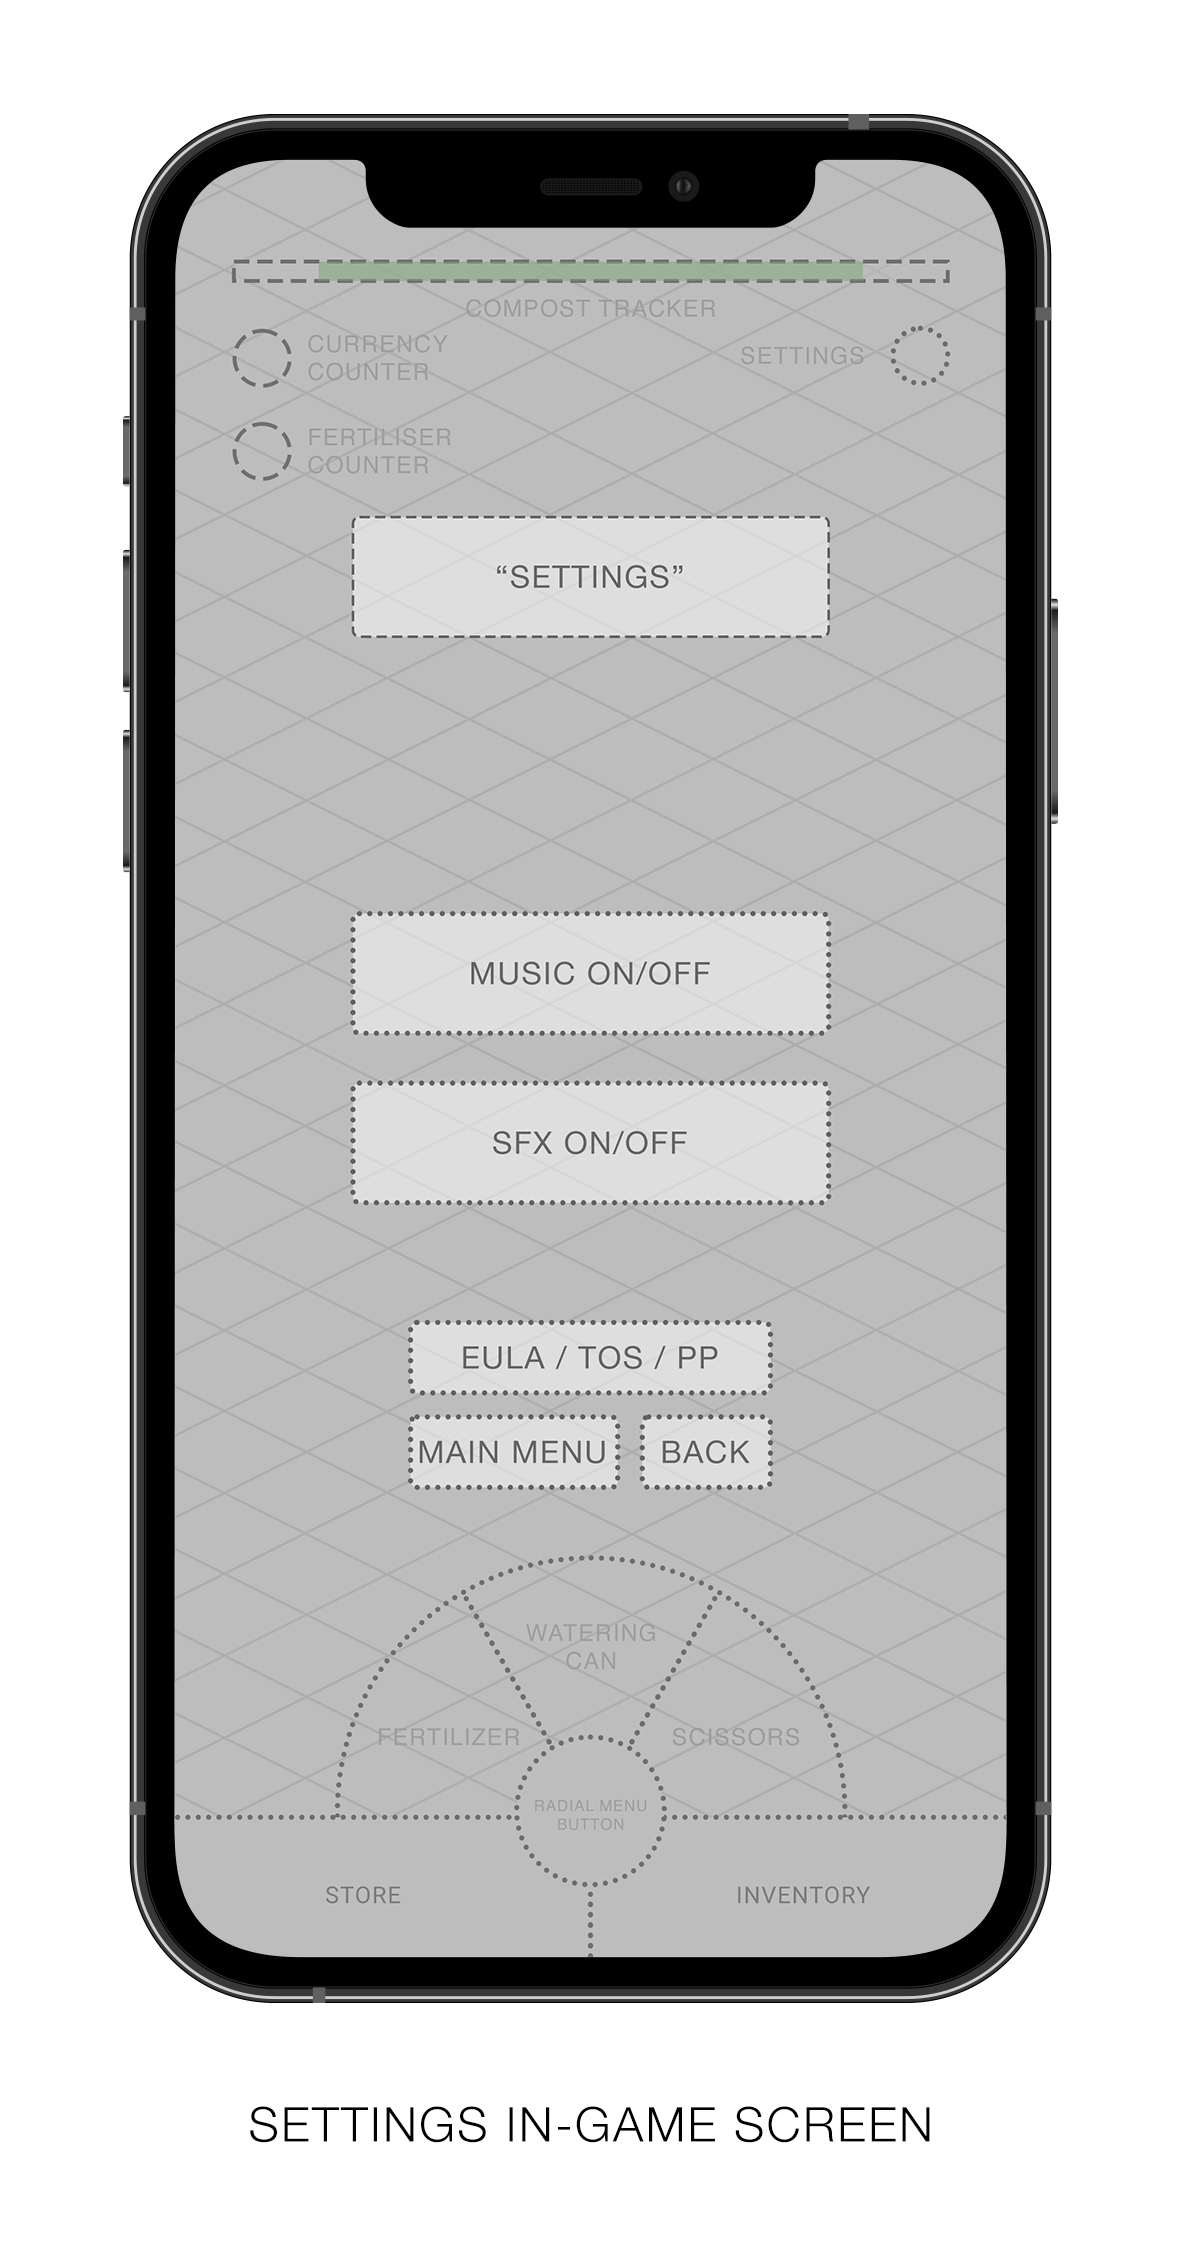 COMPOST TRACKER
CURRENCY
COUNTER
SETTINGS
FERTILISER
COUNTER
“SETTINGS”
MUSIC ON/OFF
SFX ON/OFF
EULA / TOS / PP
MAIN MENU
BACK
WATERING
CAN
FERTILIZER
SCISSORS
RADIAL MENU
BUTTON
STORE
INVENTORY
SETTINGS IN-GAME SCREEN